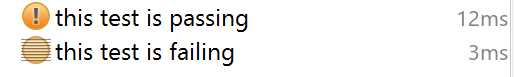 this test is passing 12ms
this test is failing 3ms